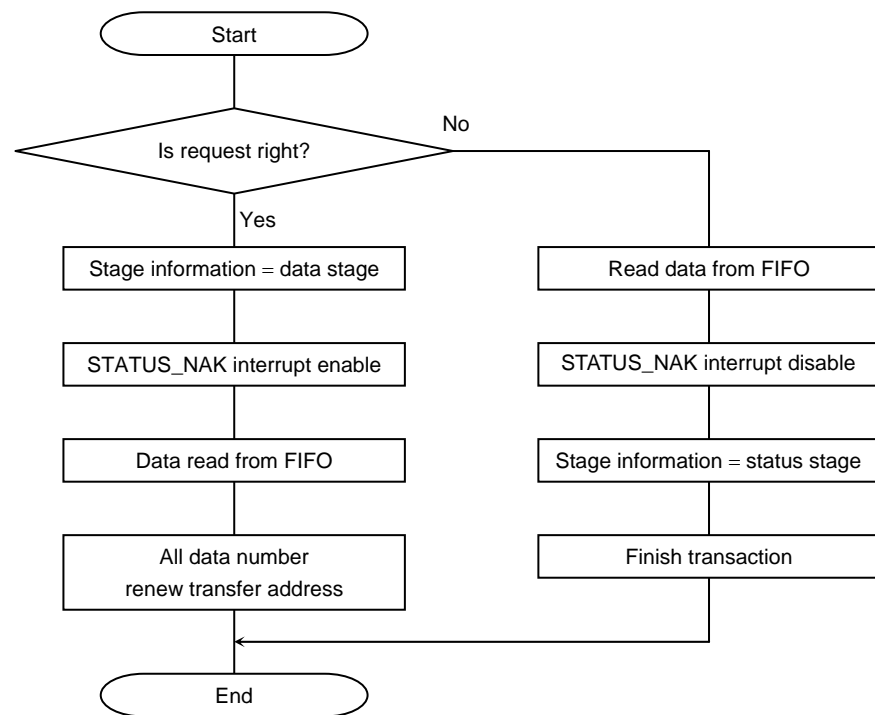 Start
Is request right?
No
Yes
Stage information = data stage
STATUS_NAK interrupt enable
Data read from FIFO
All data number
renew transfer address
Read data from FIFO
STATUS_NAK interrupt disable
Stage information = status stage
Finish transaction
End